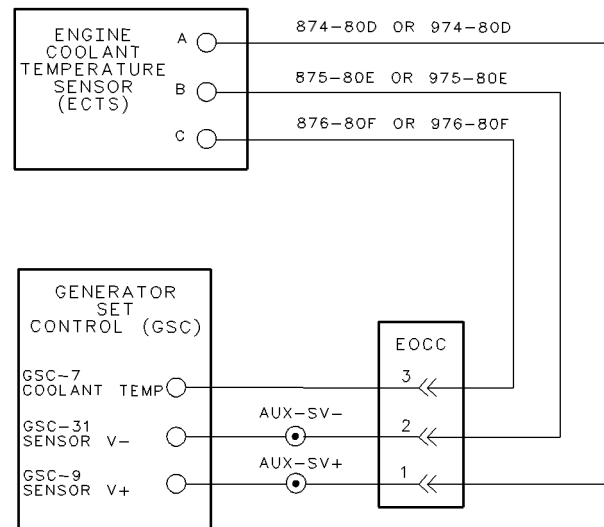 ENGINE
COOLANT
TEMPERATURE
SENSOR
(ECTS)
A
B
C
874-80D OR 974-80D
875-80E OR 975-80E
876-80F OR 976-80F
GENERATOR
SET
CONTROL (GSC)
GSC-7
COOLANT TEMP
GSC-31
SENSOR V-
GSC-9
SENSOR V+
AUX-SV-
AUX-SV+
EOCC
3
2
1